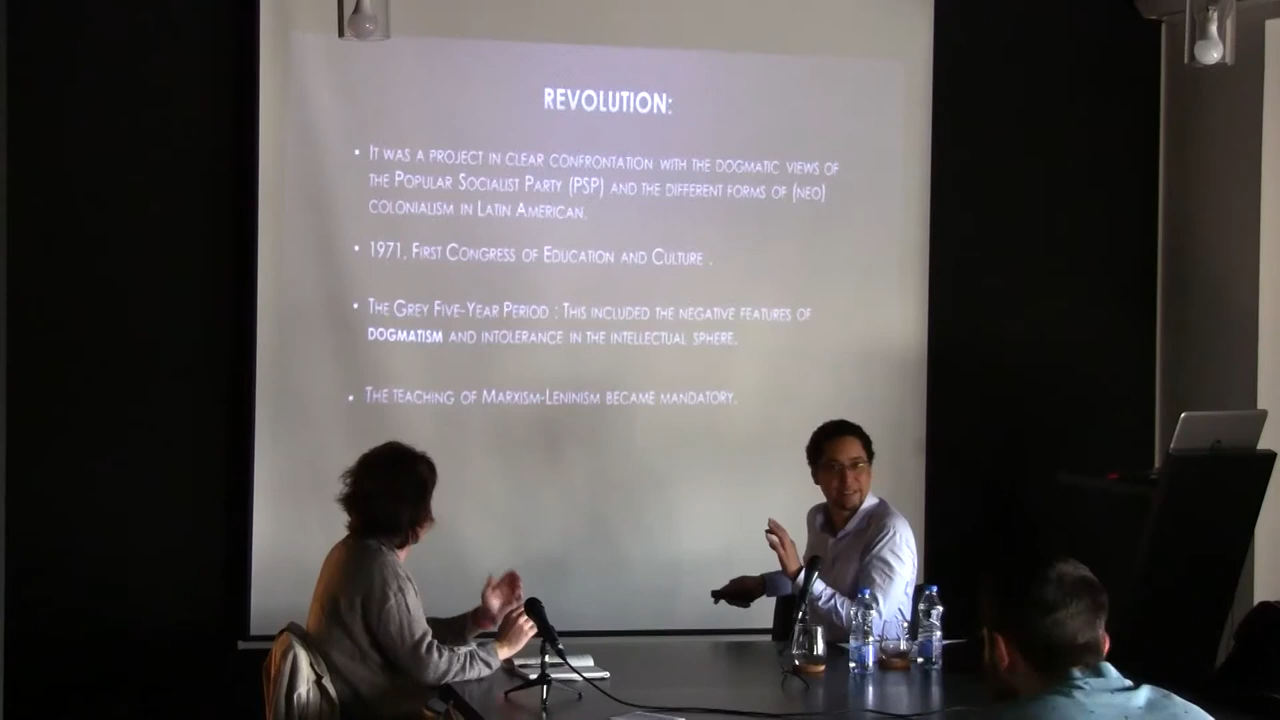 REVOLUTION:
• IT WAS A PROJECT IN CLEAR CONFRONTATION WITH THE DOGMATIC VIEWS OF
THE POPULAR SOCIALIST PARTY (PSP) AND THE DIFFERENT FORMS OF (NEO)
COLONIALISM IN LATIN AMERICAN.
• 1971, FIRST CONGRESS OF EDUCATION AND CULTURE .
• THE GREY FIVE-YEAR PERIOD : THIS INCLUDED THE NEGATIVE FEATURES OF
DOGMATISM AND INTOLERANCE IN THE INTELLECTUAL SPHERE.
• THE TEACHING OF MARXISM-LENINISM BECAME MANDATORY.